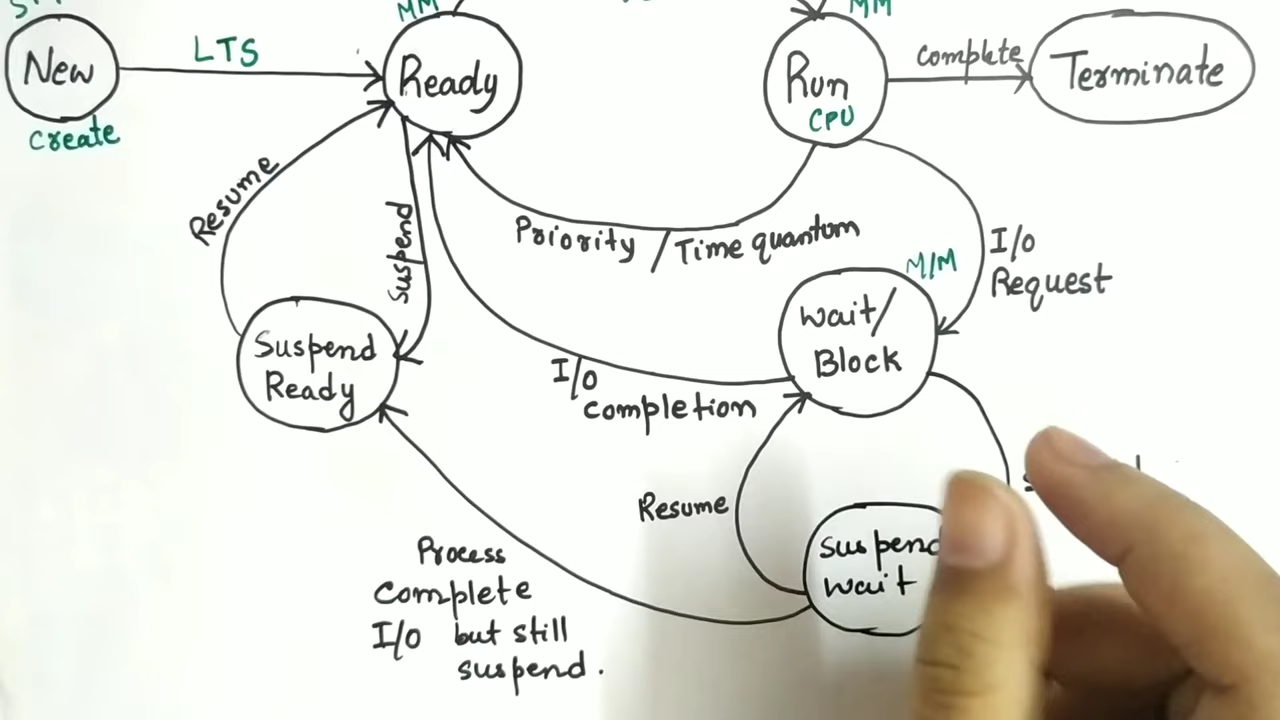 MM
MM
New
LTS
Ready
Run
CPU
complete
Terminate
create
Resume
Suspend
Priority / Time quantum
I/o
Request
M/M
wait/
Block
Suspend
Ready
I/o
completion
Resume
suspend
wait
Process
complete
I/o but still
suspend.